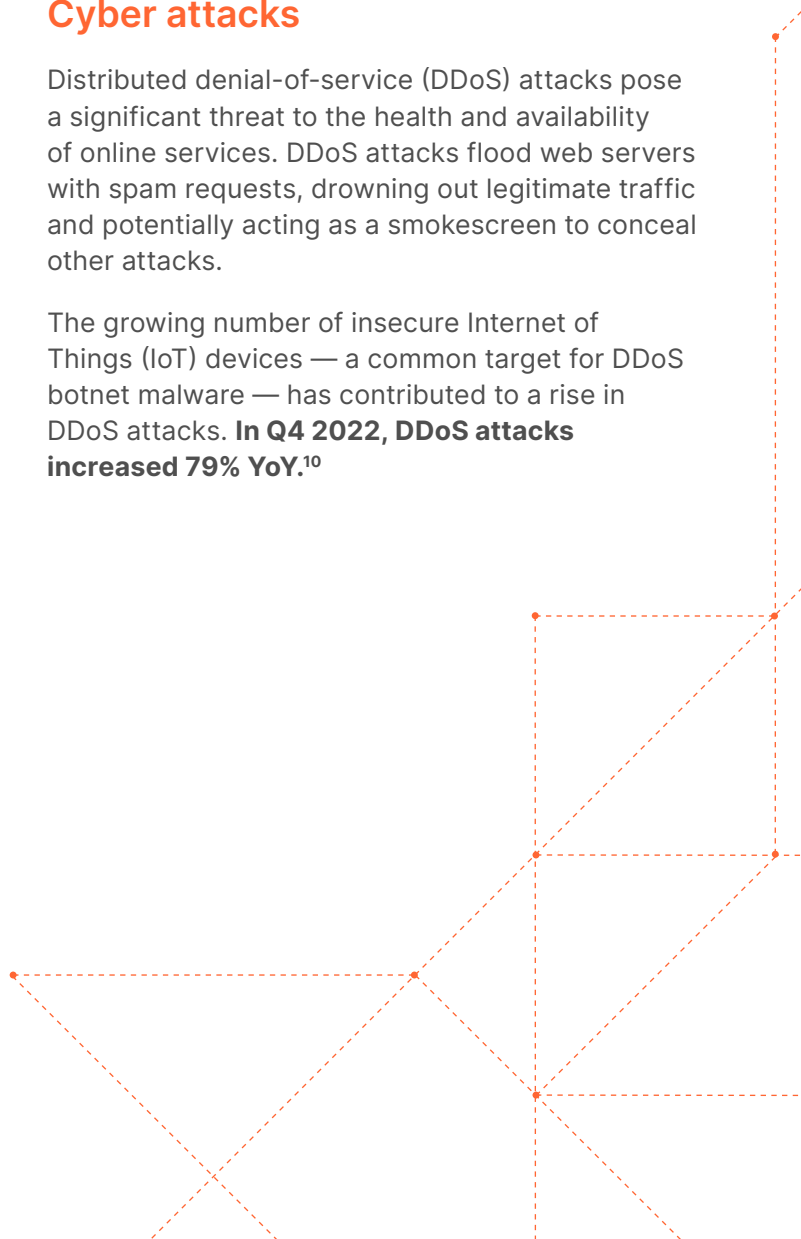 Cyber attacks
Distributed denial-of-service (DDoS) attacks pose
a significant threat to the health and availability
of online services. DDoS attacks flood web servers
with spam requests, drowning out legitimate traffic
and potentially acting as a smokescreen to conceal
other attacks.
The growing number of insecure Internet of
Things (IoT) devices — a common target for DDoS
botnet malware — has contributed to a rise in
DDoS attacks. In Q4 2022, DDoS attacks
increased 79% YoY.¹⁰